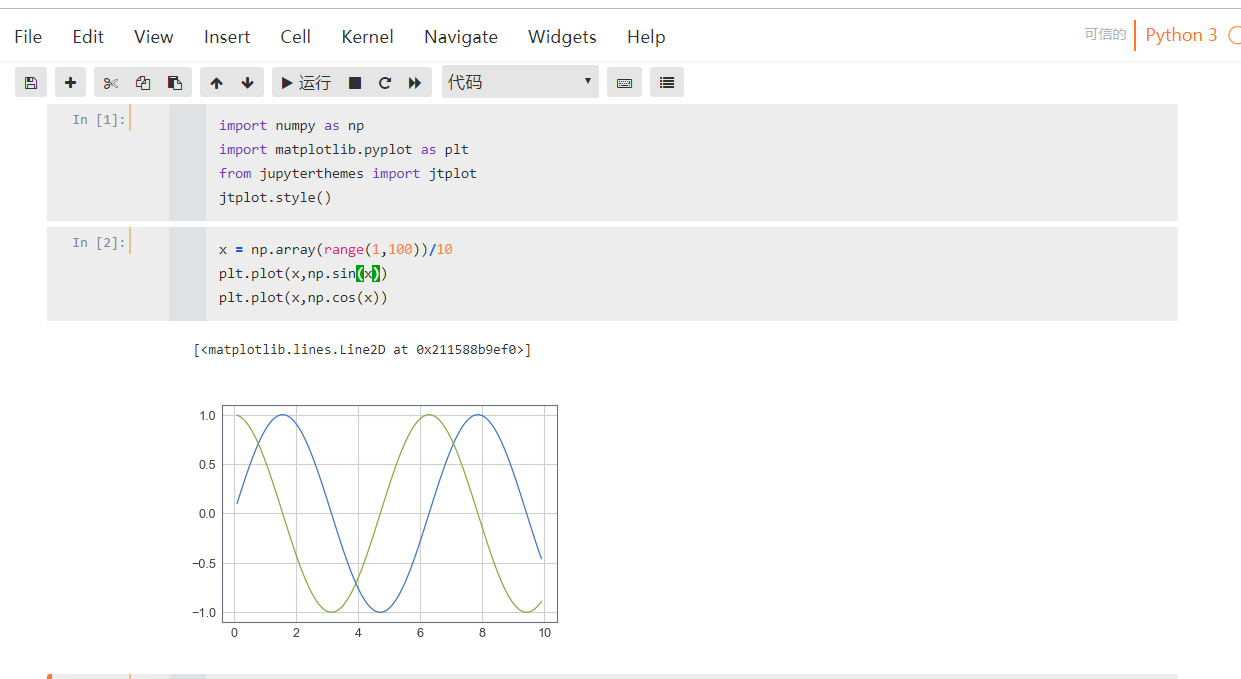 File Edit View Insert Cell Kernel Navigate Widgets Help 可信的 Python 3
运行 代码
In [1]:
import numpy as np
import matplotlib.pyplot as plt
from jupyterthemes import jtplot
jtplot.style()
In [2]:
x = np.array(range(1,100))/10
plt.plot(x,np.sin(x))
plt.plot(x,np.cos(x))
[<matplotlib.lines.Line2D at 0x211588b9ef0>]
1.0
0.5
0.0
−0.5
−1.0
0 2 4 6 8 10